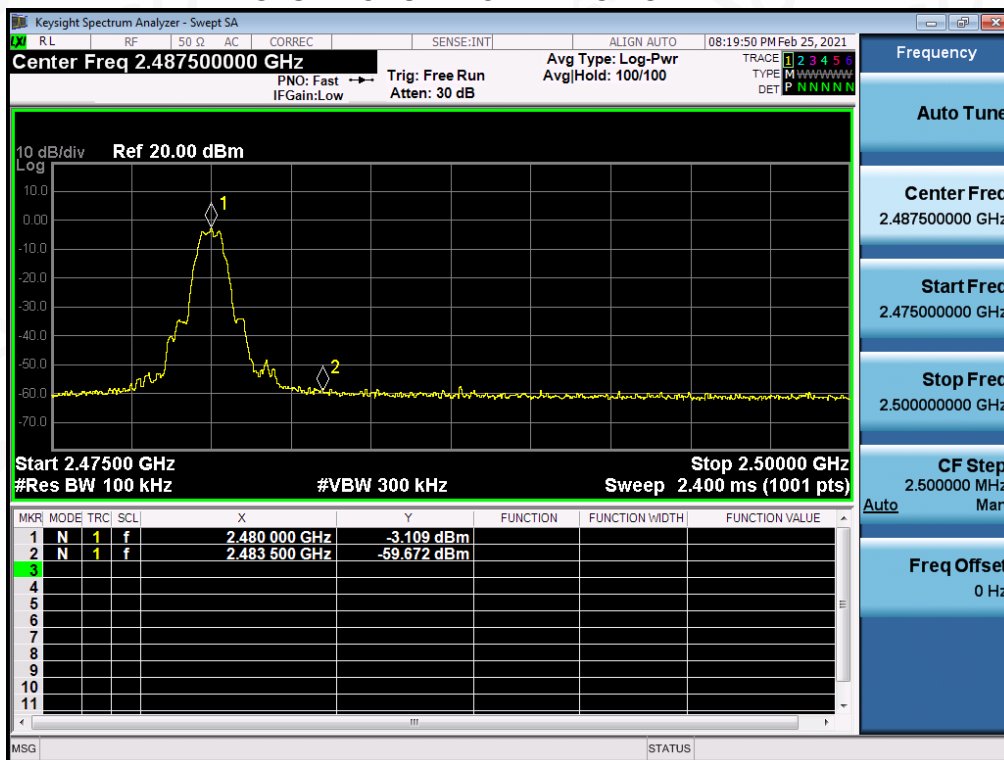 Keysight Spectrum Analyzer - Swept SA
LXI RL RF 50 Ω AC CORREC SENSE:INT ALIGN AUTO 08:19:50 PM Feb 25, 2021
Center Freq 2.487500000 GHz
PNO: Fast
IFGain:Low
Trig: Free Run
Atten: 30 dB
Avg Type: Log-Pwr
Avg|Hold: 100/100
TRACE 1 2 3 4 5 6
TYPE M W W W W W
DET P N N N N N
10 dB/div Ref 20.00 dBm
Log
10.0
0.00
-10.0
-20.0
-30.0
-40.0
-50.0
-60.0
-70.0
1
2
Start 2.47500 GHz Stop 2.50000 GHz
#Res BW 100 kHz #VBW 300 kHz Sweep 2.400 ms (1001 pts)
MKR MODE TRC SCL X Y FUNCTION FUNCTION WIDTH FUNCTION VALUE
1 N 1 f 2.480 000 GHz -3.109 dBm
2 N 1 f 2.483 500 GHz -59.672 dBm
3
4
5
6
7
8
9
10
11
MSG STATUS
Frequency
Auto Tune
Center Freq
2.487500000 GHz
Start Freq
2.475000000 GHz
Stop Freq
2.500000000 GHz
CF Step
2.500000 MHz
Auto Man
Freq Offset
0 Hz